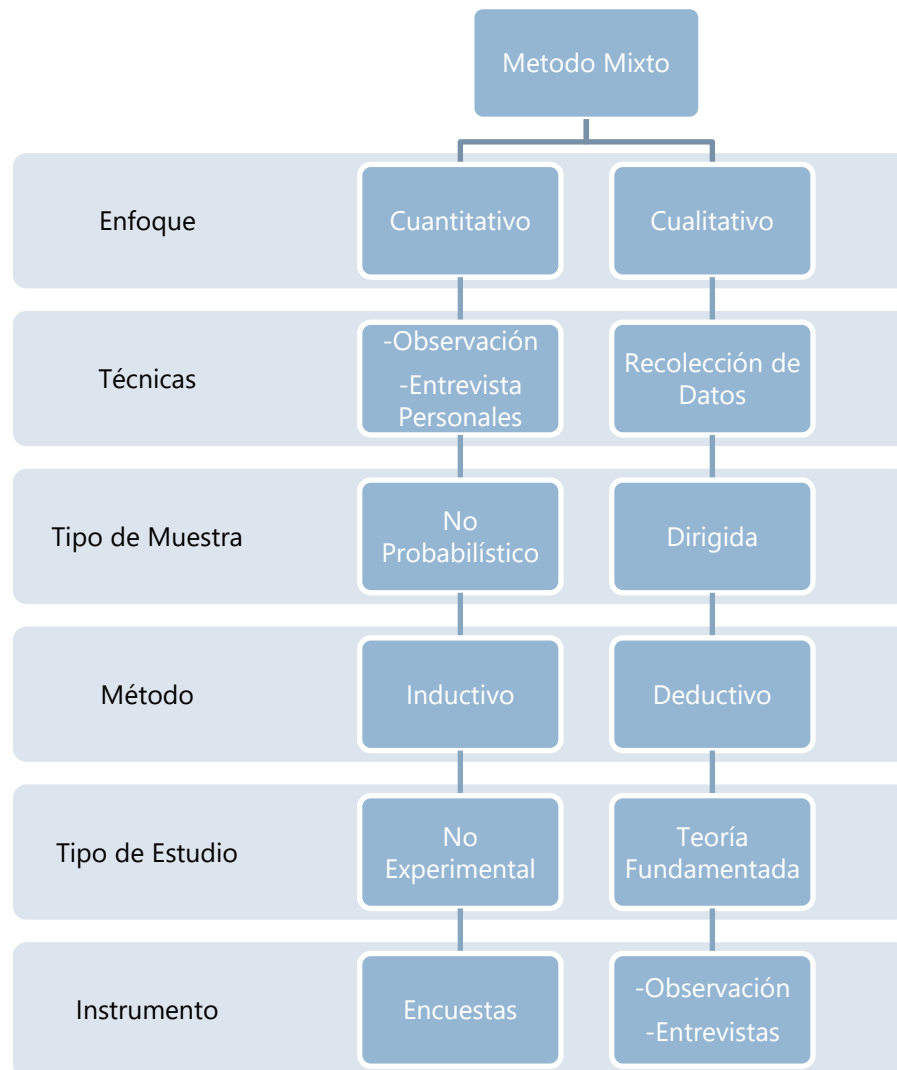 Metodo Mixto
Enfoque
Cuantitativo
Cualitativo
Técnicas
-Observación
-Entrevista
Personales
Recolección de
Datos
Tipo de Muestra
No
Probabilístico
Dirigida
Método
Inductivo
Deductivo
Tipo de Estudio
No
Experimental
Teoría
Fundamentada
Instrumento
Encuestas
-Observación
-Entrevistas